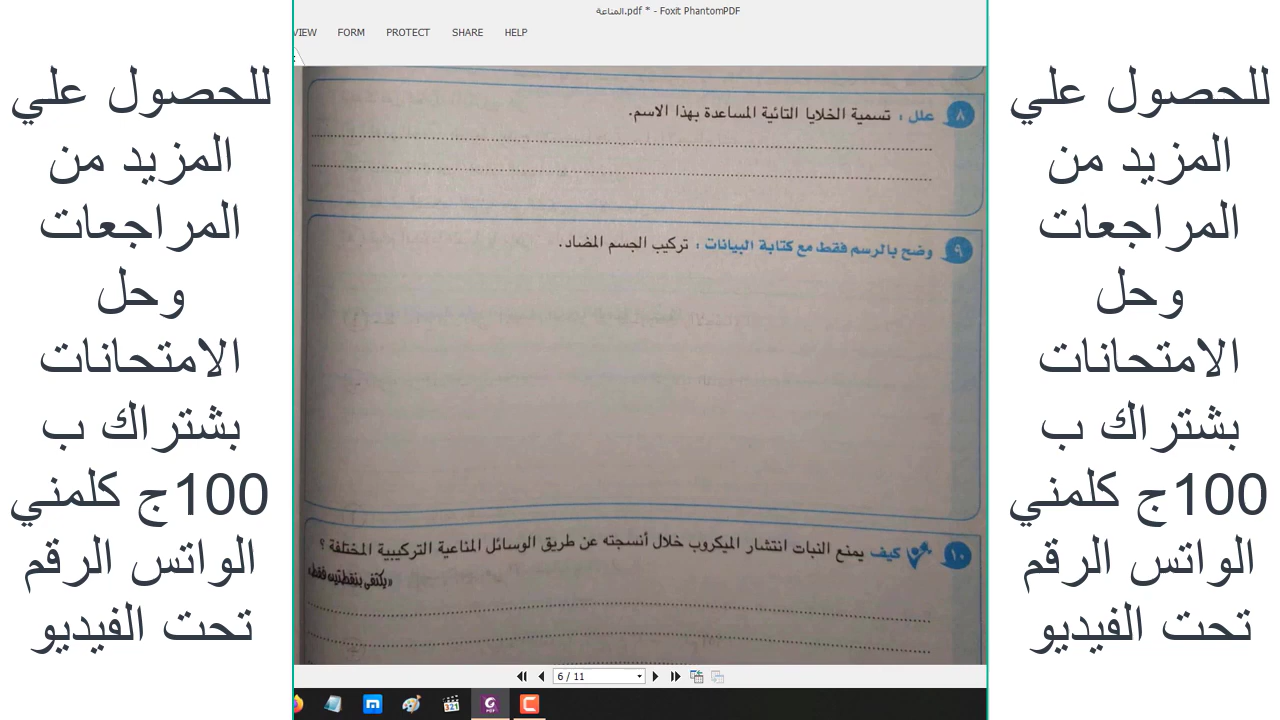 المناعة.pdf * - Foxit PhantomPDF
VIEW FORM PROTECT SHARE HELP
للحصول علي
المزيد من
المراجعات
وحل
الامتحانات
بشتراك ب
100ج كلمني
الواتس الرقم
تحت الفيديو
٨ علل : تسمية الخلايا التائية المساعدة بهذا الاسم.
٩ وضح بالرسم فقط مع كتابة البيانات : تركيب الجسم المضاد.
١٠ كيف يمنع النبات انتشار الميكروب خلال أنسجته عن طريق الوسائل المناعية التركيبية المختلفة ؟
«يكتفى بنقطتين فقط»
6 / 11
للحصول علي
المزيد من
المراجعات
وحل
الامتحانات
بشتراك ب
100ج كلمني
الواتس الرقم
تحت الفيديو